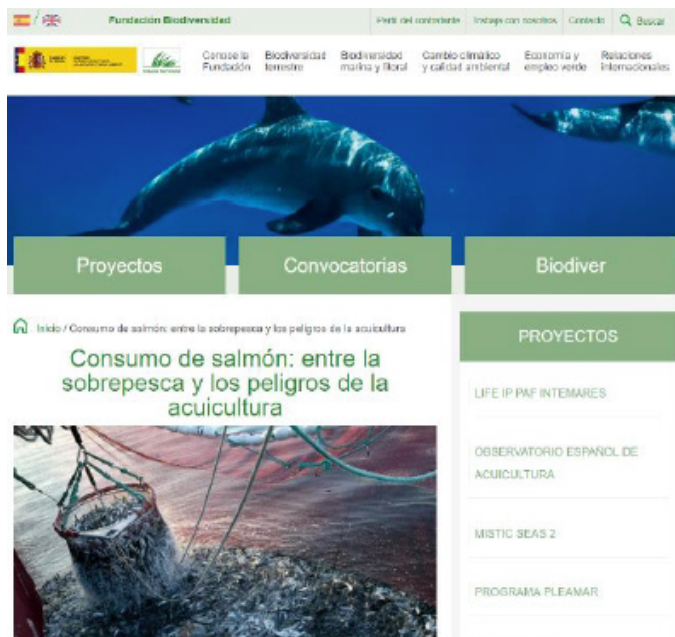 Fundación Biodiversidad
Perfil del contratante Trabaja con nosotros Contacto Buscar
Conoce la Fundación
Biodiversidad terrestre
Biodiversidad marina y litoral
Cambio climático y calidad ambiental
Economía y empleo verde
Relaciones internacionales
Proyectos Convocatorias Biodiver
Inicio / Consumo de salmón: entre la sobrepesca y los peligros de la acuicultura
Consumo de salmón: entre la
sobrepesca y los peligros de la
acuicultura
PROYECTOS
LIFE IP PAF INTEMARES
OBSERVATORIO ESPAÑOL DE
ACUICULTURA
MISTIC SEAS 2
PROGRAMA PLEAMAR